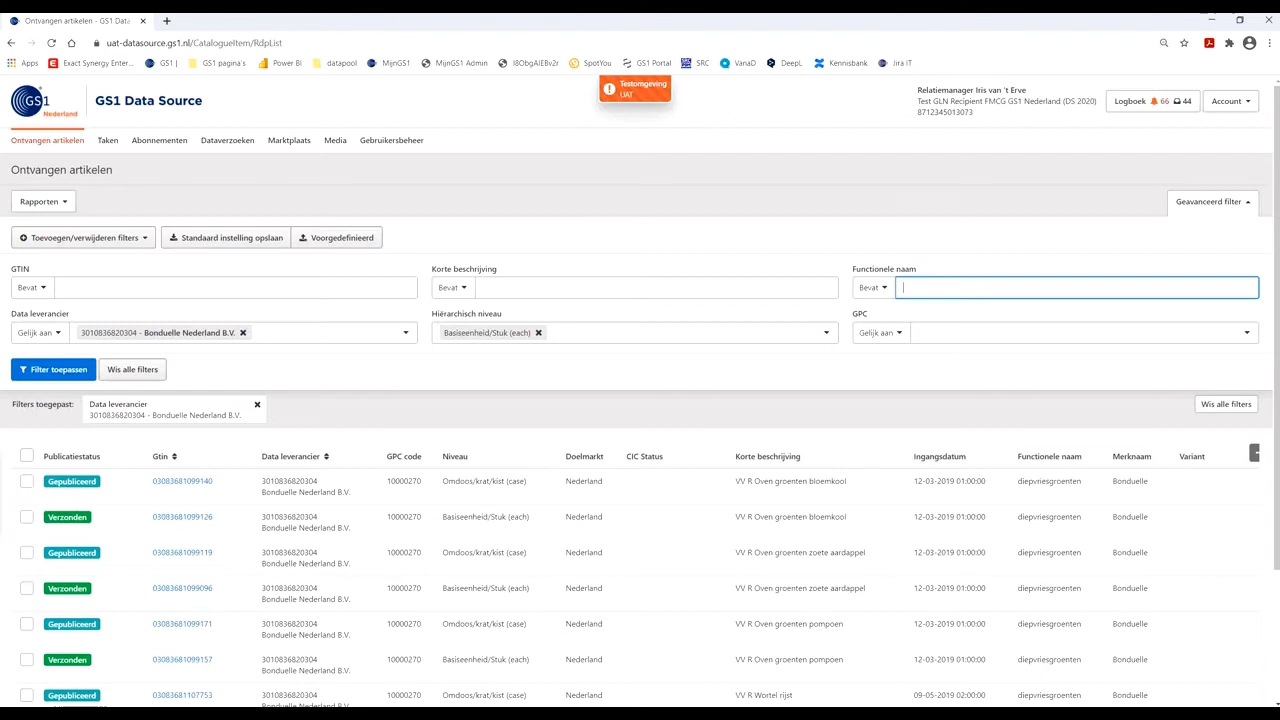 Ontvangen artikelen - GS1 Data
uat-datasource.gs1.nl/CatalogueItem/RdpList
Apps Exact Synergy Enter... GS1 | GS1 pagina's Power BI datapool MijnGS1 MijnGS1 Admin I8ObgAIEBv2r SpotYou GS1 Portal SRC VanaD DeepL Kennisbank Jira IT
GS1 Nederland
GS1 Data Source
Testomgeving
UAT
Relatiemanager Iris van 't Erve
Test GLN Recipient FMCG GS1 Nederland (DS 2020)
8712345013073
Logboek 66 44
Account
Ontvangen artikelen Taken Abonnementen Dataverzoeken Marktplaats Media Gebruikersbeheer
Ontvangen artikelen
Rapporten
Geavanceerd filter
Toevoegen/verwijderen filters Standaard instelling opslaan Voorgedefinieerd
GTIN Korte beschrijving Functionele naam
Bevat Bevat Bevat
Data leverancier Hiërarchisch niveau GPC
Gelijk aan 3010836820304 - Bonduelle Nederland B.V. Basiseenheid/Stuk (each) Gelijk aan
Filter toepassen Wis alle filters
Filters toegepast: Data leverancier
3010836820304 - Bonduelle Nederland B.V.
Wis alle filters
Publicatiestatus Gtin Data leverancier GPC code Niveau Doelmarkt CIC Status Korte beschrijving Ingangsdatum Functionele naam Merknaam Variant
Gepubliceerd 03083681099140 3010836820304 10000270 Omdoos/krat/kist (case) Nederland VV R Oven groenten bloemkool 12-03-2019 01:00:00 diepvriesgroenten Bonduelle
Bonduelle Nederland B.V.
Verzonden 03083681099126 3010836820304 10000270 Basiseenheid/Stuk (each) Nederland VV R Oven groenten bloemkool 12-03-2019 01:00:00 diepvriesgroenten Bonduelle
Bonduelle Nederland B.V.
Gepubliceerd 03083681099119 3010836820304 10000270 Omdoos/krat/kist (case) Nederland VV R Oven groenten zoete aardappel 12-03-2019 01:00:00 diepvriesgroenten Bonduelle
Bonduelle Nederland B.V.
Verzonden 03083681099096 3010836820304 10000270 Basiseenheid/Stuk (each) Nederland VV R Oven groenten zoete aardappel 12-03-2019 01:00:00 diepvriesgroenten Bonduelle
Bonduelle Nederland B.V.
Gepubliceerd 03083681099171 3010836820304 10000270 Omdoos/krat/kist (case) Nederland VV R Oven groenten pompoen 12-03-2019 01:00:00 diepvriesgroenten Bonduelle
Bonduelle Nederland B.V.
Verzonden 03083681099157 3010836820304 10000270 Basiseenheid/Stuk (each) Nederland VV R Oven groenten pompoen 12-03-2019 01:00:00 diepvriesgroenten Bonduelle
Bonduelle Nederland B.V.
Gepubliceerd 03083681107753 3010836820304 10000270 Omdoos/krat/kist (case) Nederland VV R Wortel rijst 09-05-2019 02:00:00 diepvriesgroenten Bonduelle